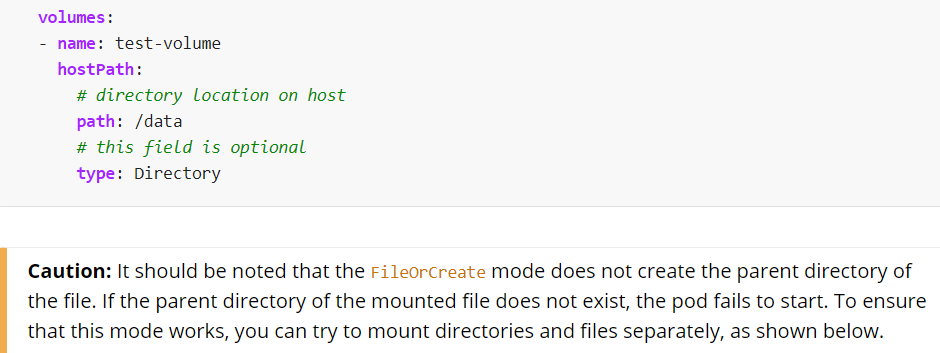 volumes:
- name: test-volume
hostPath:
# directory location on host
path: /data
# this field is optional
type: Directory
Caution: It should be noted that the FileOrCreate mode does not create the parent directory of
the file. If the parent directory of the mounted file does not exist, the pod fails to start. To ensure
that this mode works, you can try to mount directories and files separately, as shown below.